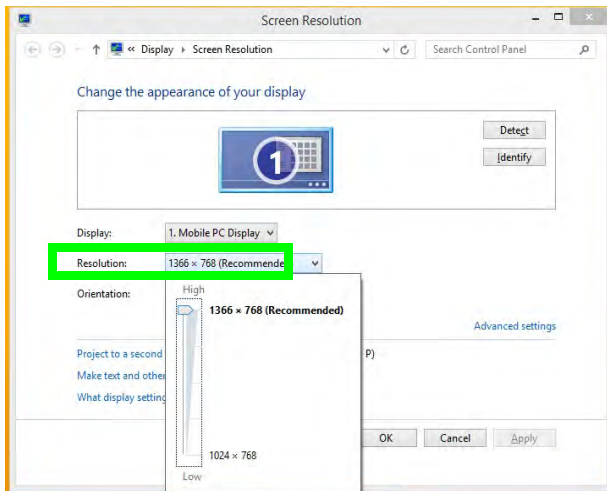 Screen Resolution
« Display › Screen Resolution
Search Control Panel
Change the appearance of your display
1
Detect
Identify
Display: 1. Mobile PC Display
Resolution: 1366 × 768 (Recommende
Orientation:
High
1366 × 768 (Recommended)
Advanced settings
Project to a second P)
Make text and other
What display setting
OK Cancel Apply
1024 × 768
Low